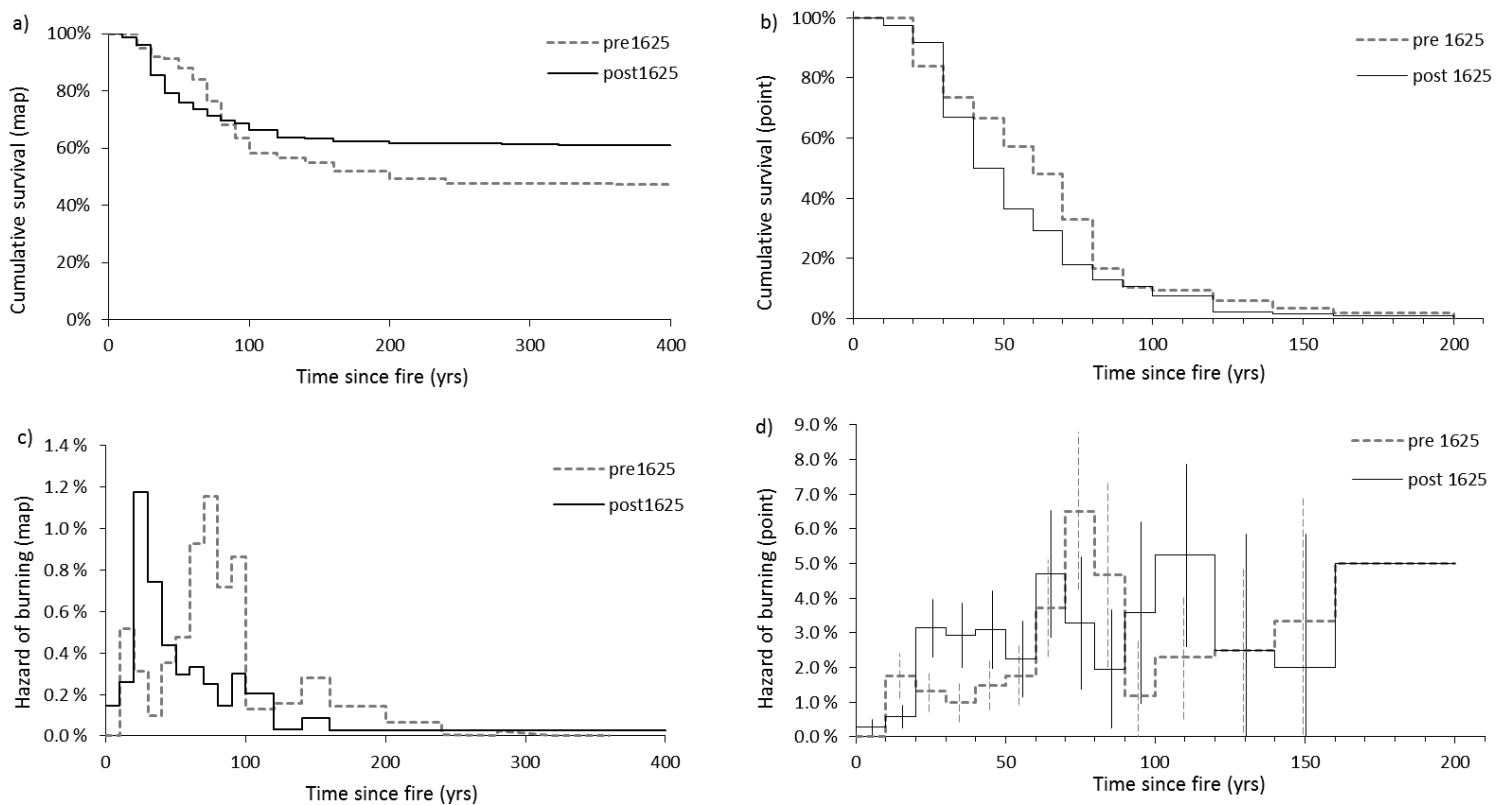 a)
100%
80%
60%
40%
20%
0%
Cumulative survival (map)
pre1625
post1625
0 100 200 300 400
Time since fire (yrs)
b)
100%
80%
60%
40%
20%
0%
Cumulative survival (point)
pre 1625
post 1625
0 50 100 150 200
Time since fire (yrs)
c)
1.4 %
1.2 %
1.0 %
0.8 %
0.6 %
0.4 %
0.2 %
0.0 %
Hazard of burning (map)
pre1625
post1625
0 100 200 300 400
Time since fire (yrs)
d)
9.0 %
8.0 %
7.0 %
6.0 %
5.0 %
4.0 %
3.0 %
2.0 %
1.0 %
0.0 %
Hazard of burning (point)
pre 1625
post 1625
0 50 100 150 200
Time since fire (yrs)